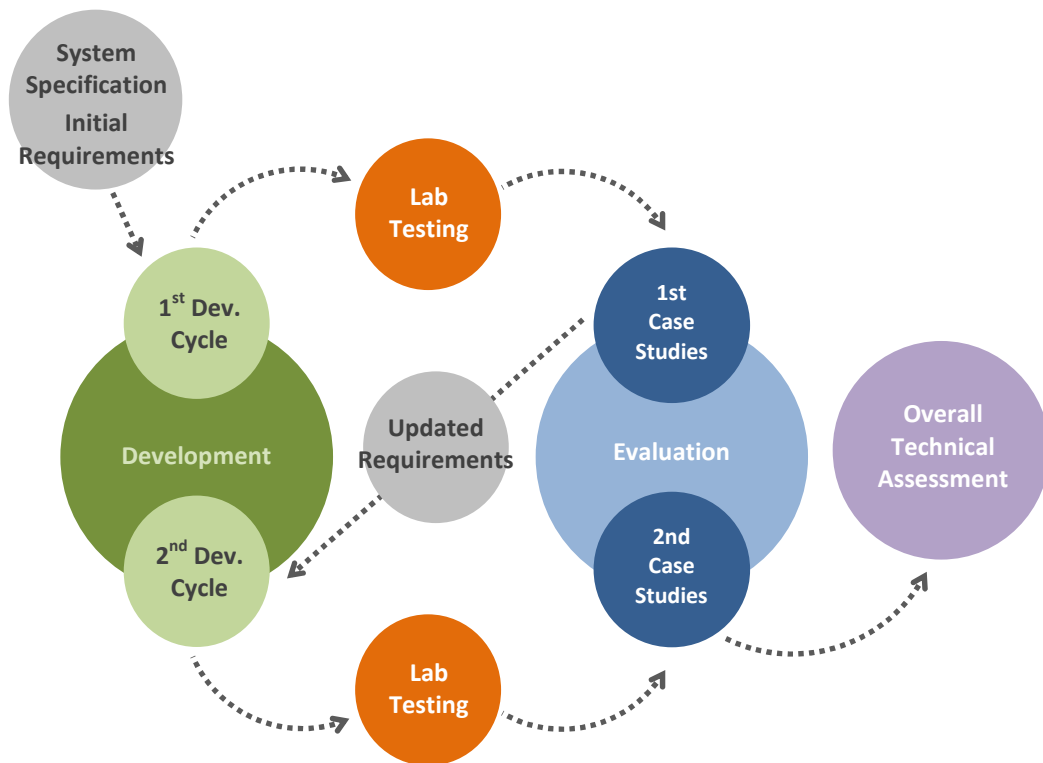 System
Specification
Initial
Requirements
Lab
Testing
1st Dev.
Cycle
1st
Case
Studies
Development
Updated
Requirements
Evaluation
Overall
Technical
Assessment
2nd Dev.
Cycle
2nd
Case
Studies
Lab
Testing